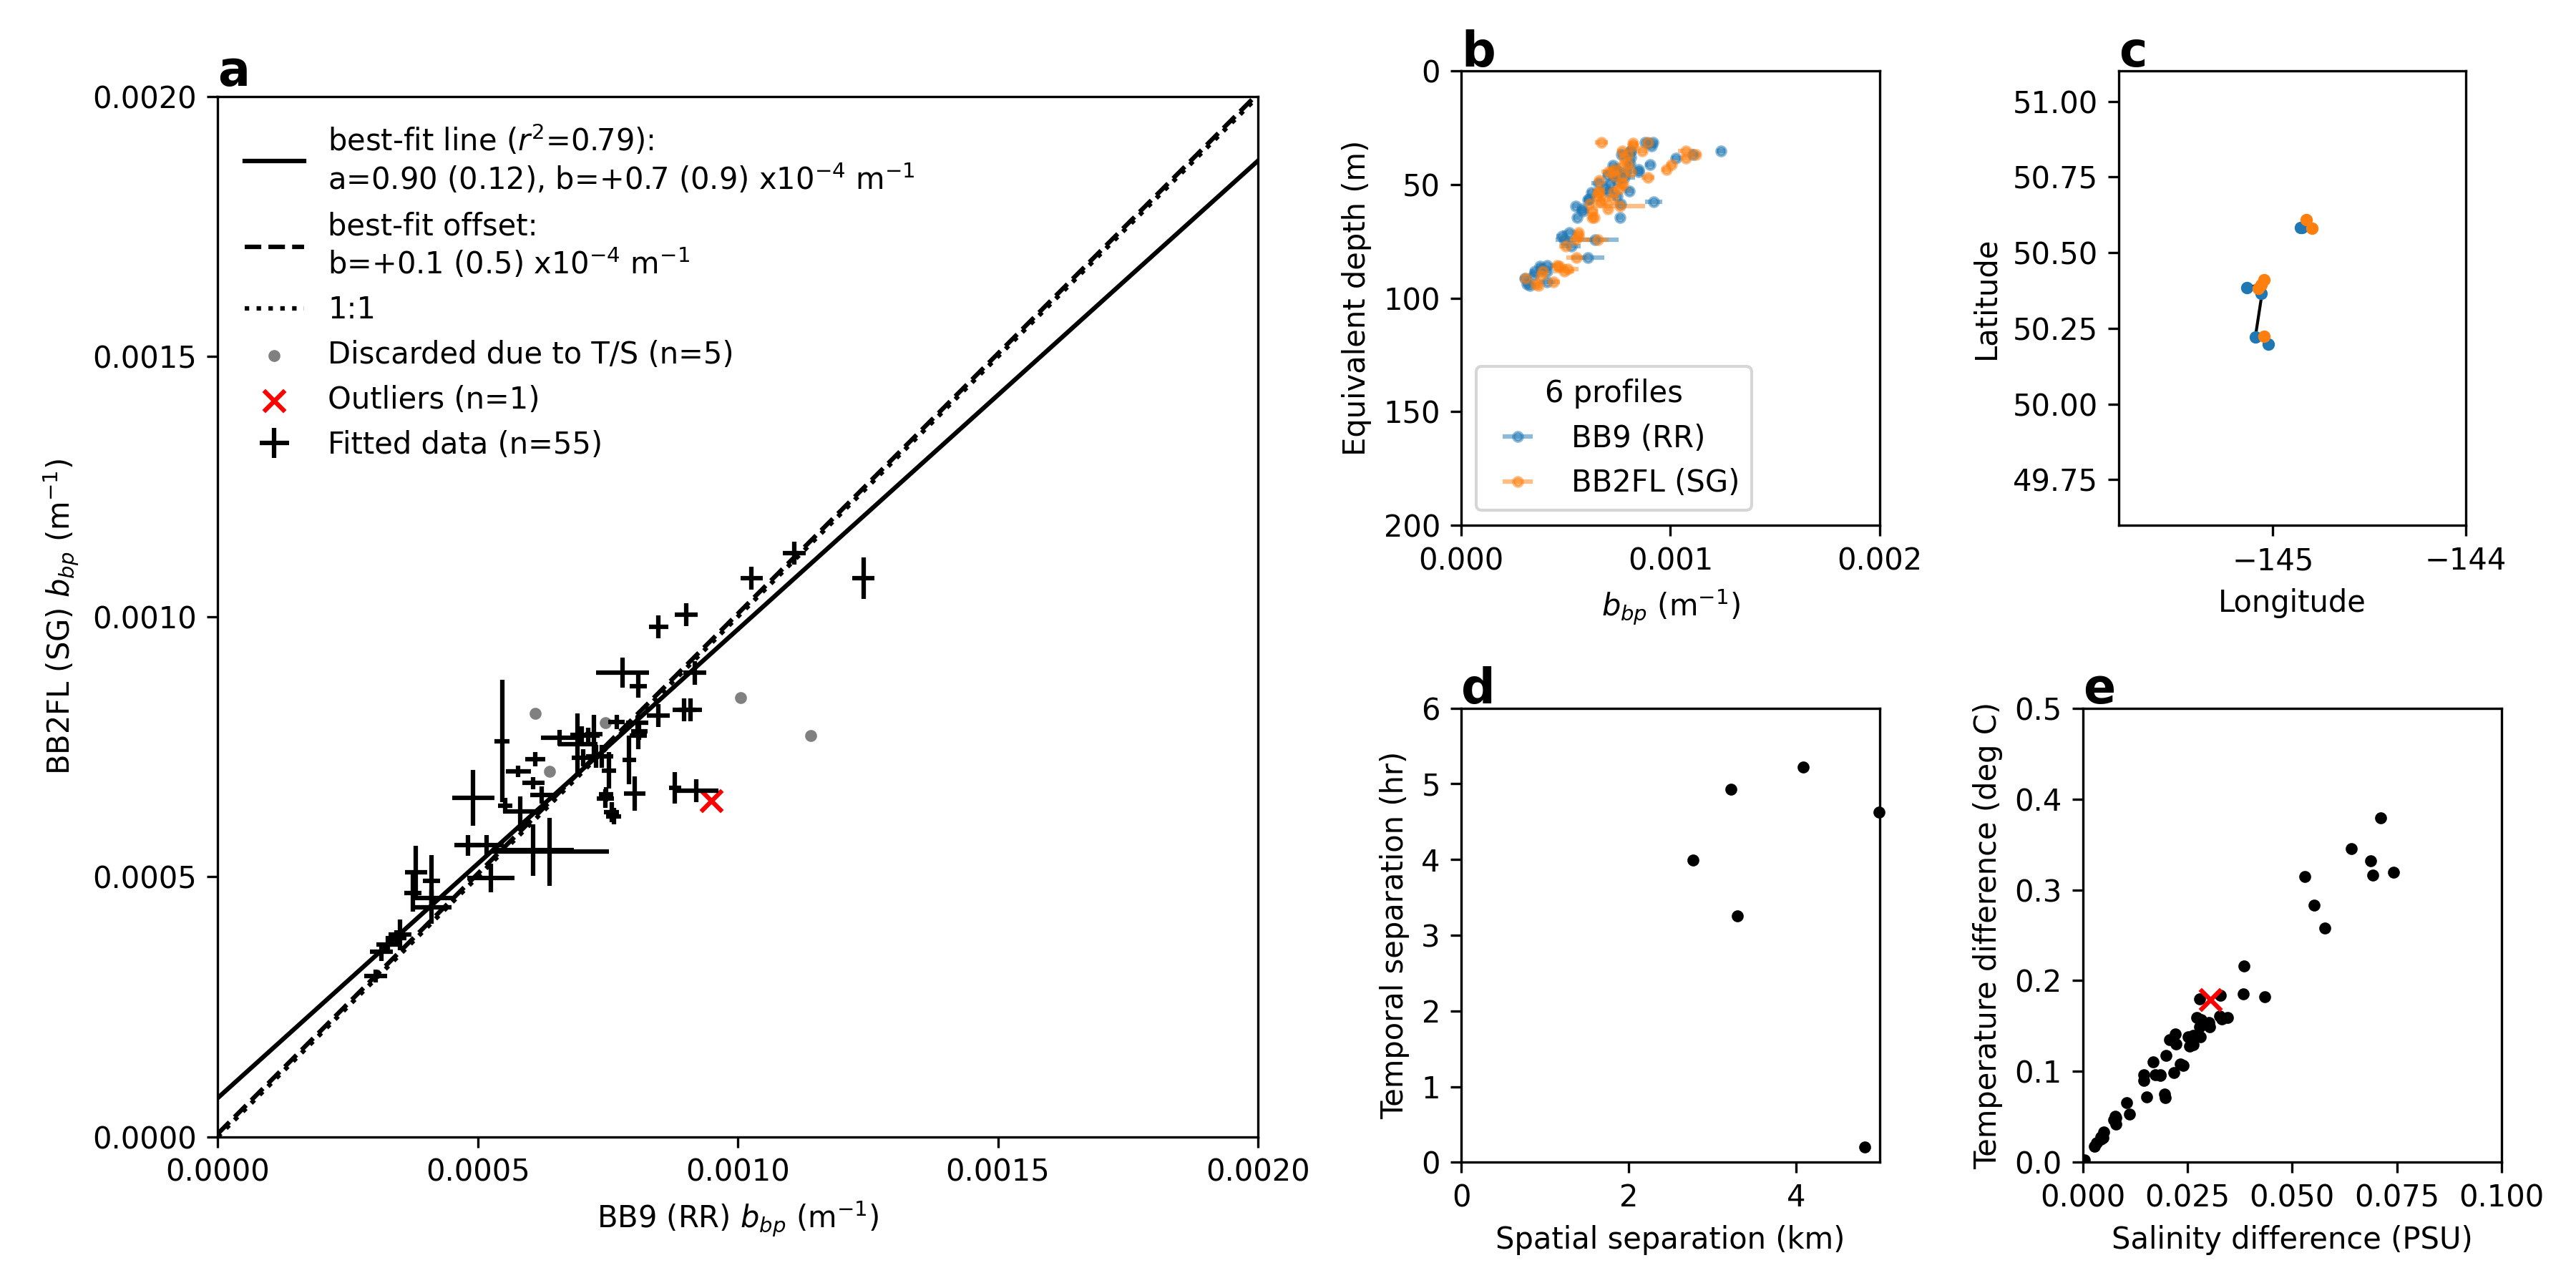 a
0.0020
0.0015
0.0010
0.0005
0.0000
BB2FL (SG) b_bp (m⁻¹)
best-fit line (r²=0.79):
a=0.90 (0.12), b=+0.7 (0.9) x10⁻⁴ m⁻¹
best-fit offset:
b=+0.1 (0.5) x10⁻⁴ m⁻¹
1:1
Discarded due to T/S (n=5)
Outliers (n=1)
Fitted data (n=55)
0.0000 0.0005 0.0010 0.0015 0.0020
BB9 (RR) b_bp (m⁻¹)
b
0
50
100
150
200
Equivalent depth (m)
6 profiles
BB9 (RR)
BB2FL (SG)
0.000 0.001 0.002
b_bp (m⁻¹)
c
51.00
50.75
50.50
50.25
50.00
49.75
Latitude
−145 −144
Longitude
d
6
5
4
3
2
1
0
Temporal separation (hr)
0 2 4
Spatial separation (km)
e
0.5
0.4
0.3
0.2
0.1
0.0
Temperature difference (deg C)
0.000 0.025 0.050 0.075 0.100
Salinity difference (PSU)